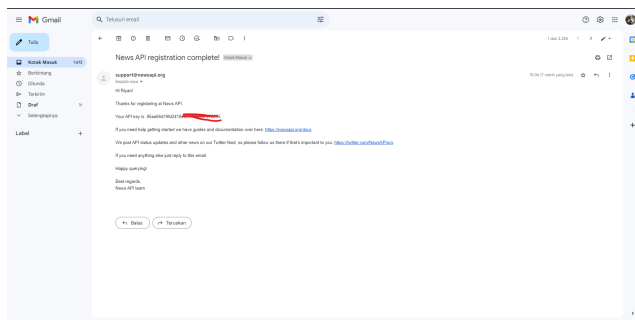 Gmail
Telusuri email
Tulis
Kotak Masuk 1.613
Berbintang
Ditunda
Terkirim
Draf
Selengkapnya
Label
News API registration complete!
Kotak Masuk x
support@newsapi.org
kepada saya
Hi Riyan!
Thanks for registering at News API.
Your API key is:
If you need help getting started we have guides and documentation over here: https://newsapi.org/docs
We post API status updates and other news on our Twitter feed, so please follow us there if that's important to you: https://twitter.com/NewsAPIorg.
If you need anything else just reply to this email.
Happy querying!
Best regards,
News API team
Balas
Teruskan